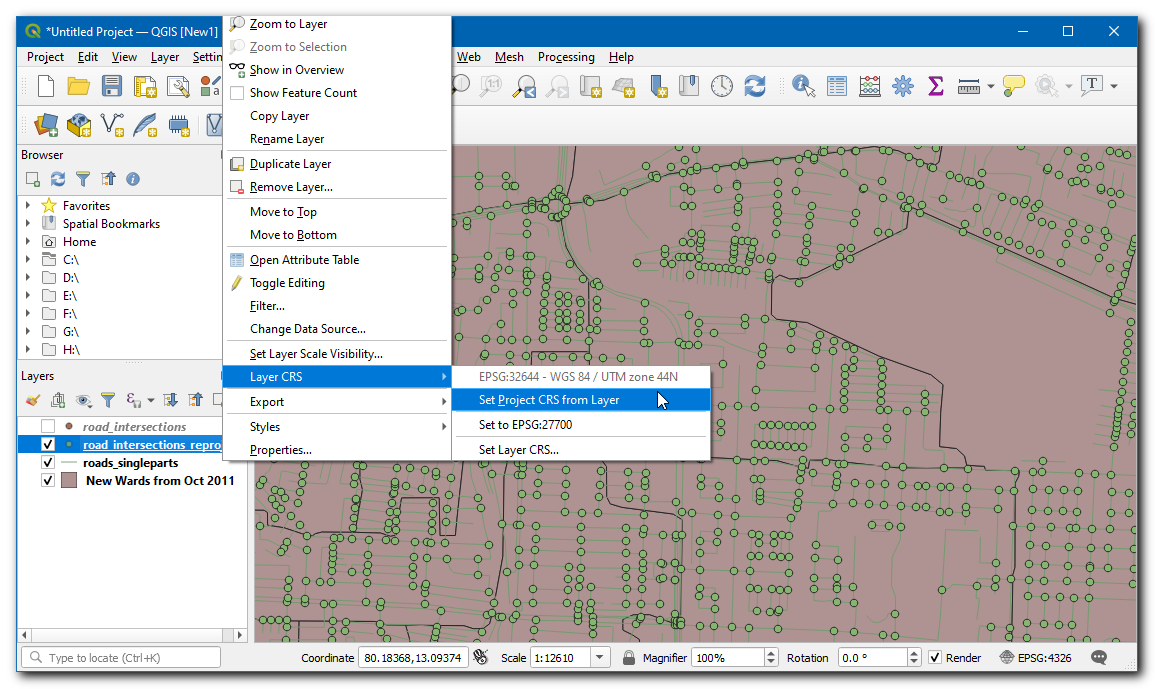 *Untitled Project — QGIS [New1]
Project Edit View Layer Settin Web Mesh Processing Help
Zoom to Layer
Zoom to Selection
Show in Overview
Show Feature Count
Copy Layer
Rename Layer
Duplicate Layer
Remove Layer...
Move to Top
Move to Bottom
Open Attribute Table
Toggle Editing
Filter...
Change Data Source...
Set Layer Scale Visibility...
Layer CRS
Export
Styles
Properties...
EPSG:32644 - WGS 84 / UTM zone 44N
Set Project CRS from Layer
Set to EPSG:27700
Set Layer CRS...
1:1
a
T
Browser
Favorites
Spatial Bookmarks
Home
C:\
D:\
E:\
F:\
G:\
H:\
Layers
road_intersections
road_intersections_repro
roads_singleparts
New Wards from Oct 2011
Type to locate (Ctrl+K) Coordinate 80.18368,13.09374 Scale 1:12610 Magnifier 100% Rotation 0.0 ° Render EPSG:4326